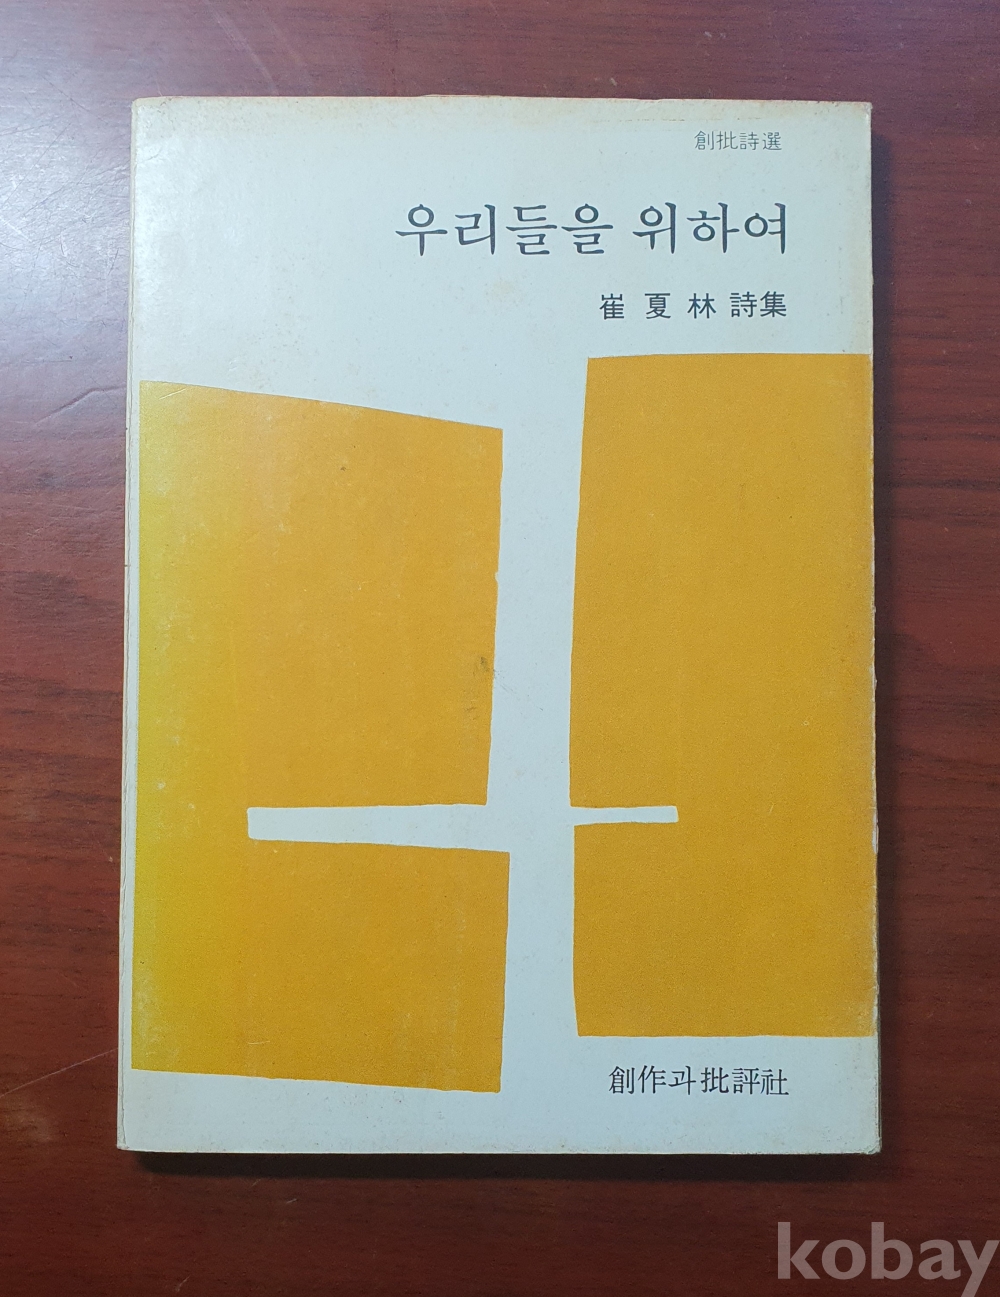 創批詩選
우리들을 위하여
崔夏林 詩集
創作과批評社
kobay